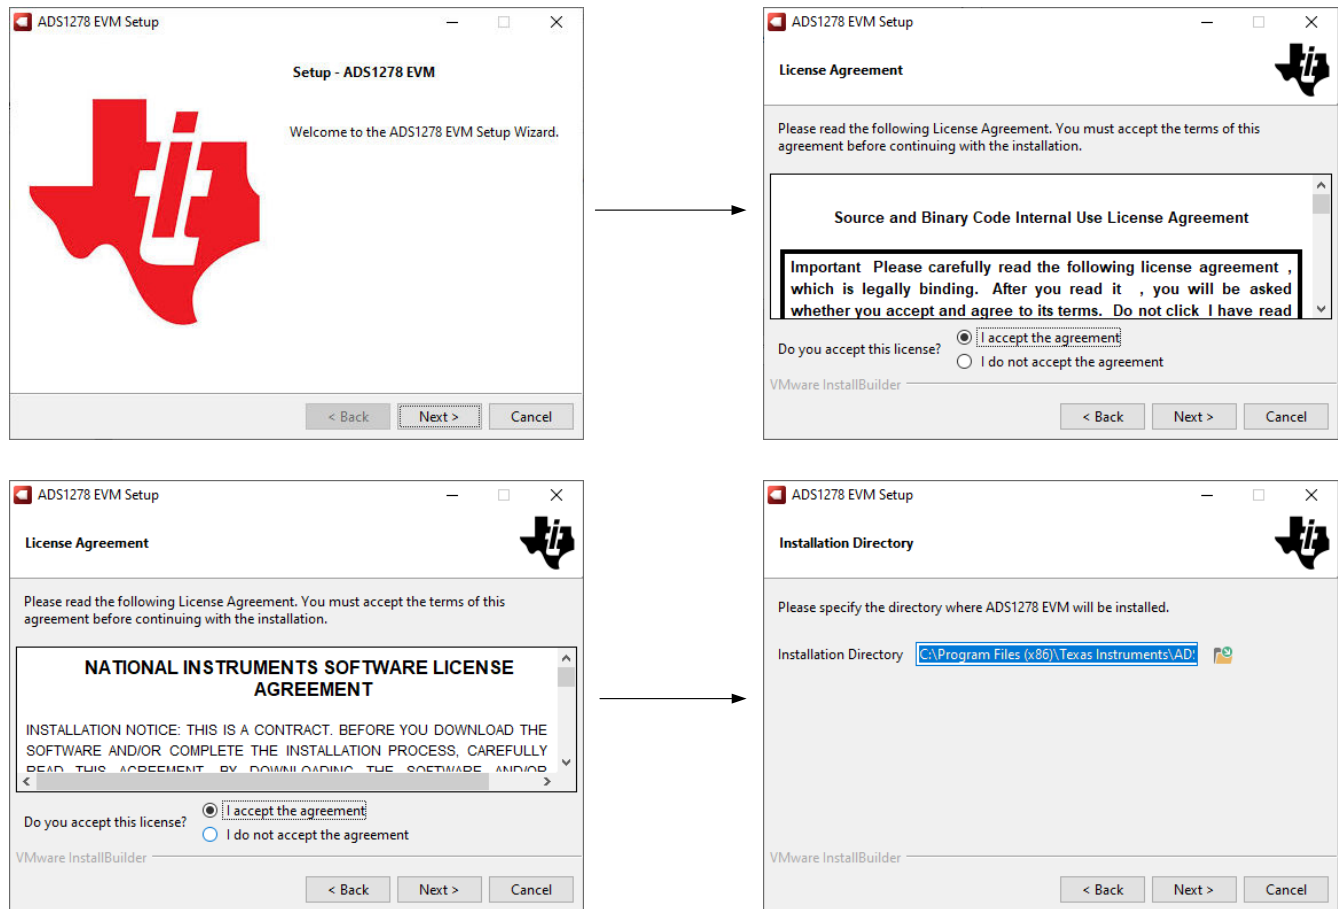 ADS1278 EVM Setup
Setup - ADS1278 EVM
Welcome to the ADS1278 EVM Setup Wizard.
< Back
Next >
Cancel
ADS1278 EVM Setup
License Agreement
Please read the following License Agreement. You must accept the terms of this
agreement before continuing with the installation.
Source and Binary Code Internal Use License Agreement
Important Please carefully read the following license agreement ,
which is legally binding. After you read it , you will be asked
whether you accept and agree to its terms. Do not click I have read
Do you accept this license?
I accept the agreement
I do not accept the agreement
VMware InstallBuilder
< Back
Next >
Cancel
ADS1278 EVM Setup
License Agreement
Please read the following License Agreement. You must accept the terms of this
agreement before continuing with the installation.
NATIONAL INSTRUMENTS SOFTWARE LICENSE
AGREEMENT
INSTALLATION NOTICE: THIS IS A CONTRACT. BEFORE YOU DOWNLOAD THE
SOFTWARE AND/OR COMPLETE THE INSTALLATION PROCESS, CAREFULLY
READ THIS AGREEMENT. BY DOWNLOADING THE SOFTWARE AND/OR
Do you accept this license?
I accept the agreement
I do not accept the agreement
VMware InstallBuilder
< Back
Next >
Cancel
ADS1278 EVM Setup
Installation Directory
Please specify the directory where ADS1278 EVM will be installed.
Installation Directory
C:\Program Files (x86)\Texas Instruments\AD
VMware InstallBuilder
< Back
Next >
Cancel